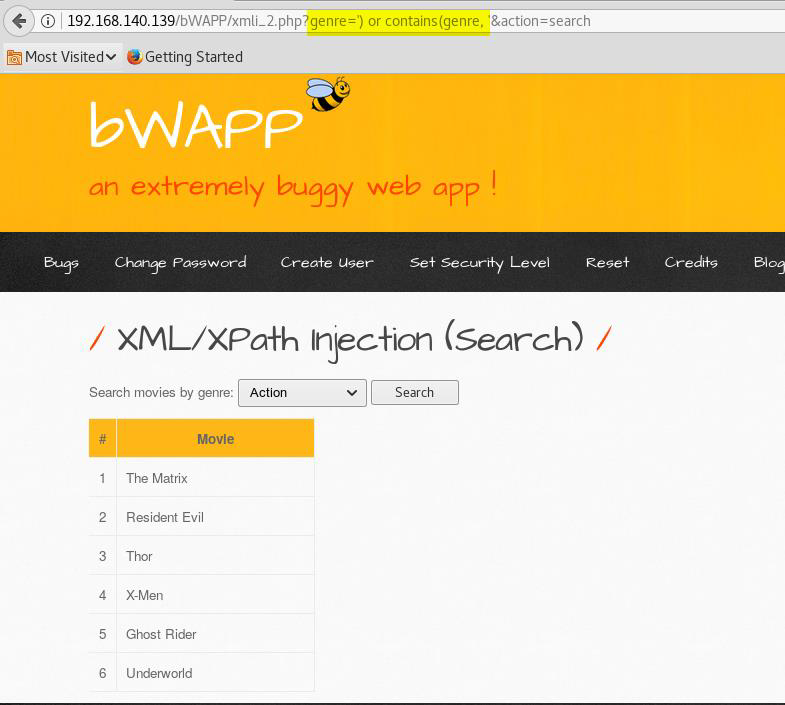 192.168.140.139/bWAPP/xmli_2.php?genre=') or contains(genre, '&action=search
Most Visited Getting Started
bWAPP
an extremely buggy web app !
Bugs Change Password Create User Set Security Level Reset Credits Blog
/ XML/XPath Injection (Search) /
Search movies by genre: Action Search
# Movie
1 The Matrix
2 Resident Evil
3 Thor
4 X-Men
5 Ghost Rider
6 Underworld